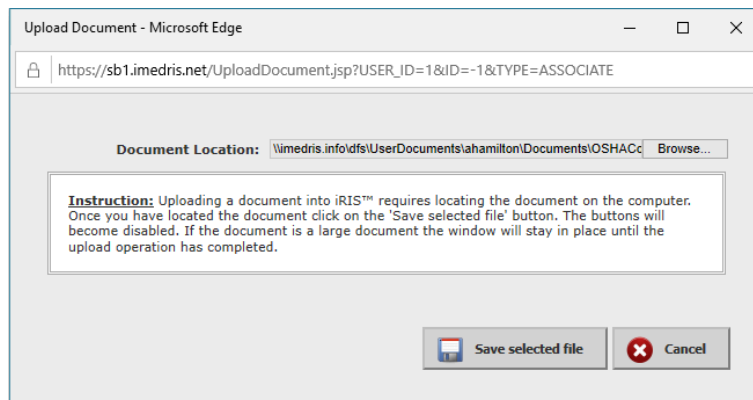 Upload Document - Microsoft Edge
https://sb1.imedris.net/UploadDocument.jsp?USER_ID=1&ID=-1&TYPE=ASSOCIATE
Document Location: \\imedris.info\dfs\UserDocuments\ahamilton\Documents\OSHACc Browse...
Instruction: Uploading a document into iRIS™ requires locating the document on the computer.
Once you have located the document click on the 'Save selected file' button. The buttons will
become disabled. If the document is a large document the window will stay in place until the
upload operation has completed.
Save selected file Cancel